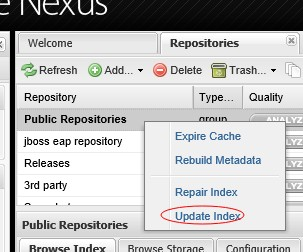 e Nexus
Welcome
Repositories
Refresh Add... Delete Trash...
Repository Type... Quality
Public Repositories group ANALYZ
jboss eap repository
Releases
3rd party
Expire Cache
Rebuild Metadata
Repair Index
Update Index
Public Repositories
Browse Index Browse Storage Configuration